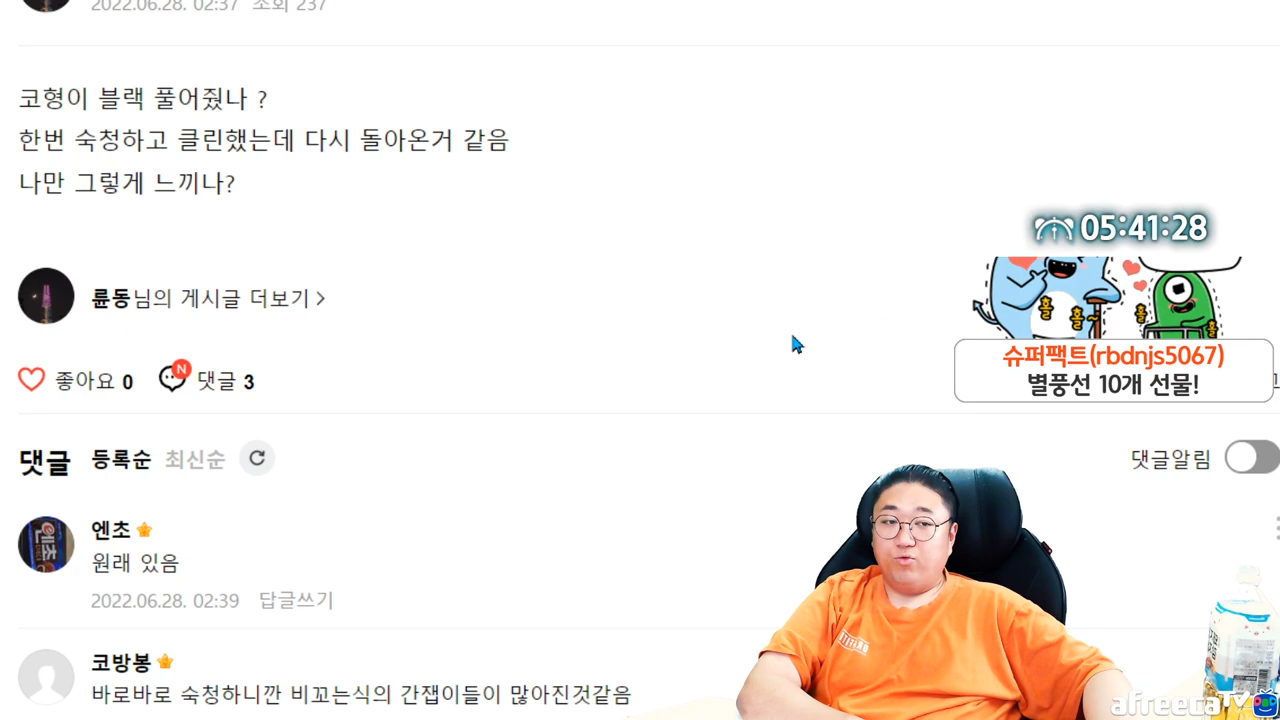 2022.06.28. 02:37 조회 237
코형이 블랙 풀어줬나 ?
한번 숙청하고 클린했는데 다시 돌아온거 같음
나만 그렇게 느끼나?
05:41:28
홀 홀~ 홀 홀
륜동님의 게시글 더보기 >
슈퍼팩트(rbdnjs5067)
별풍선 10개 선물!
좋아요 0 N 댓글 3
댓글 등록순 최신순
댓글알림
엔초
원래 있음
2022.06.28. 02:39 답글쓰기
코방봉
바로바로 숙청하니깐 비꼬는식의 간잽이들이 많아진것같음
afreecaTV